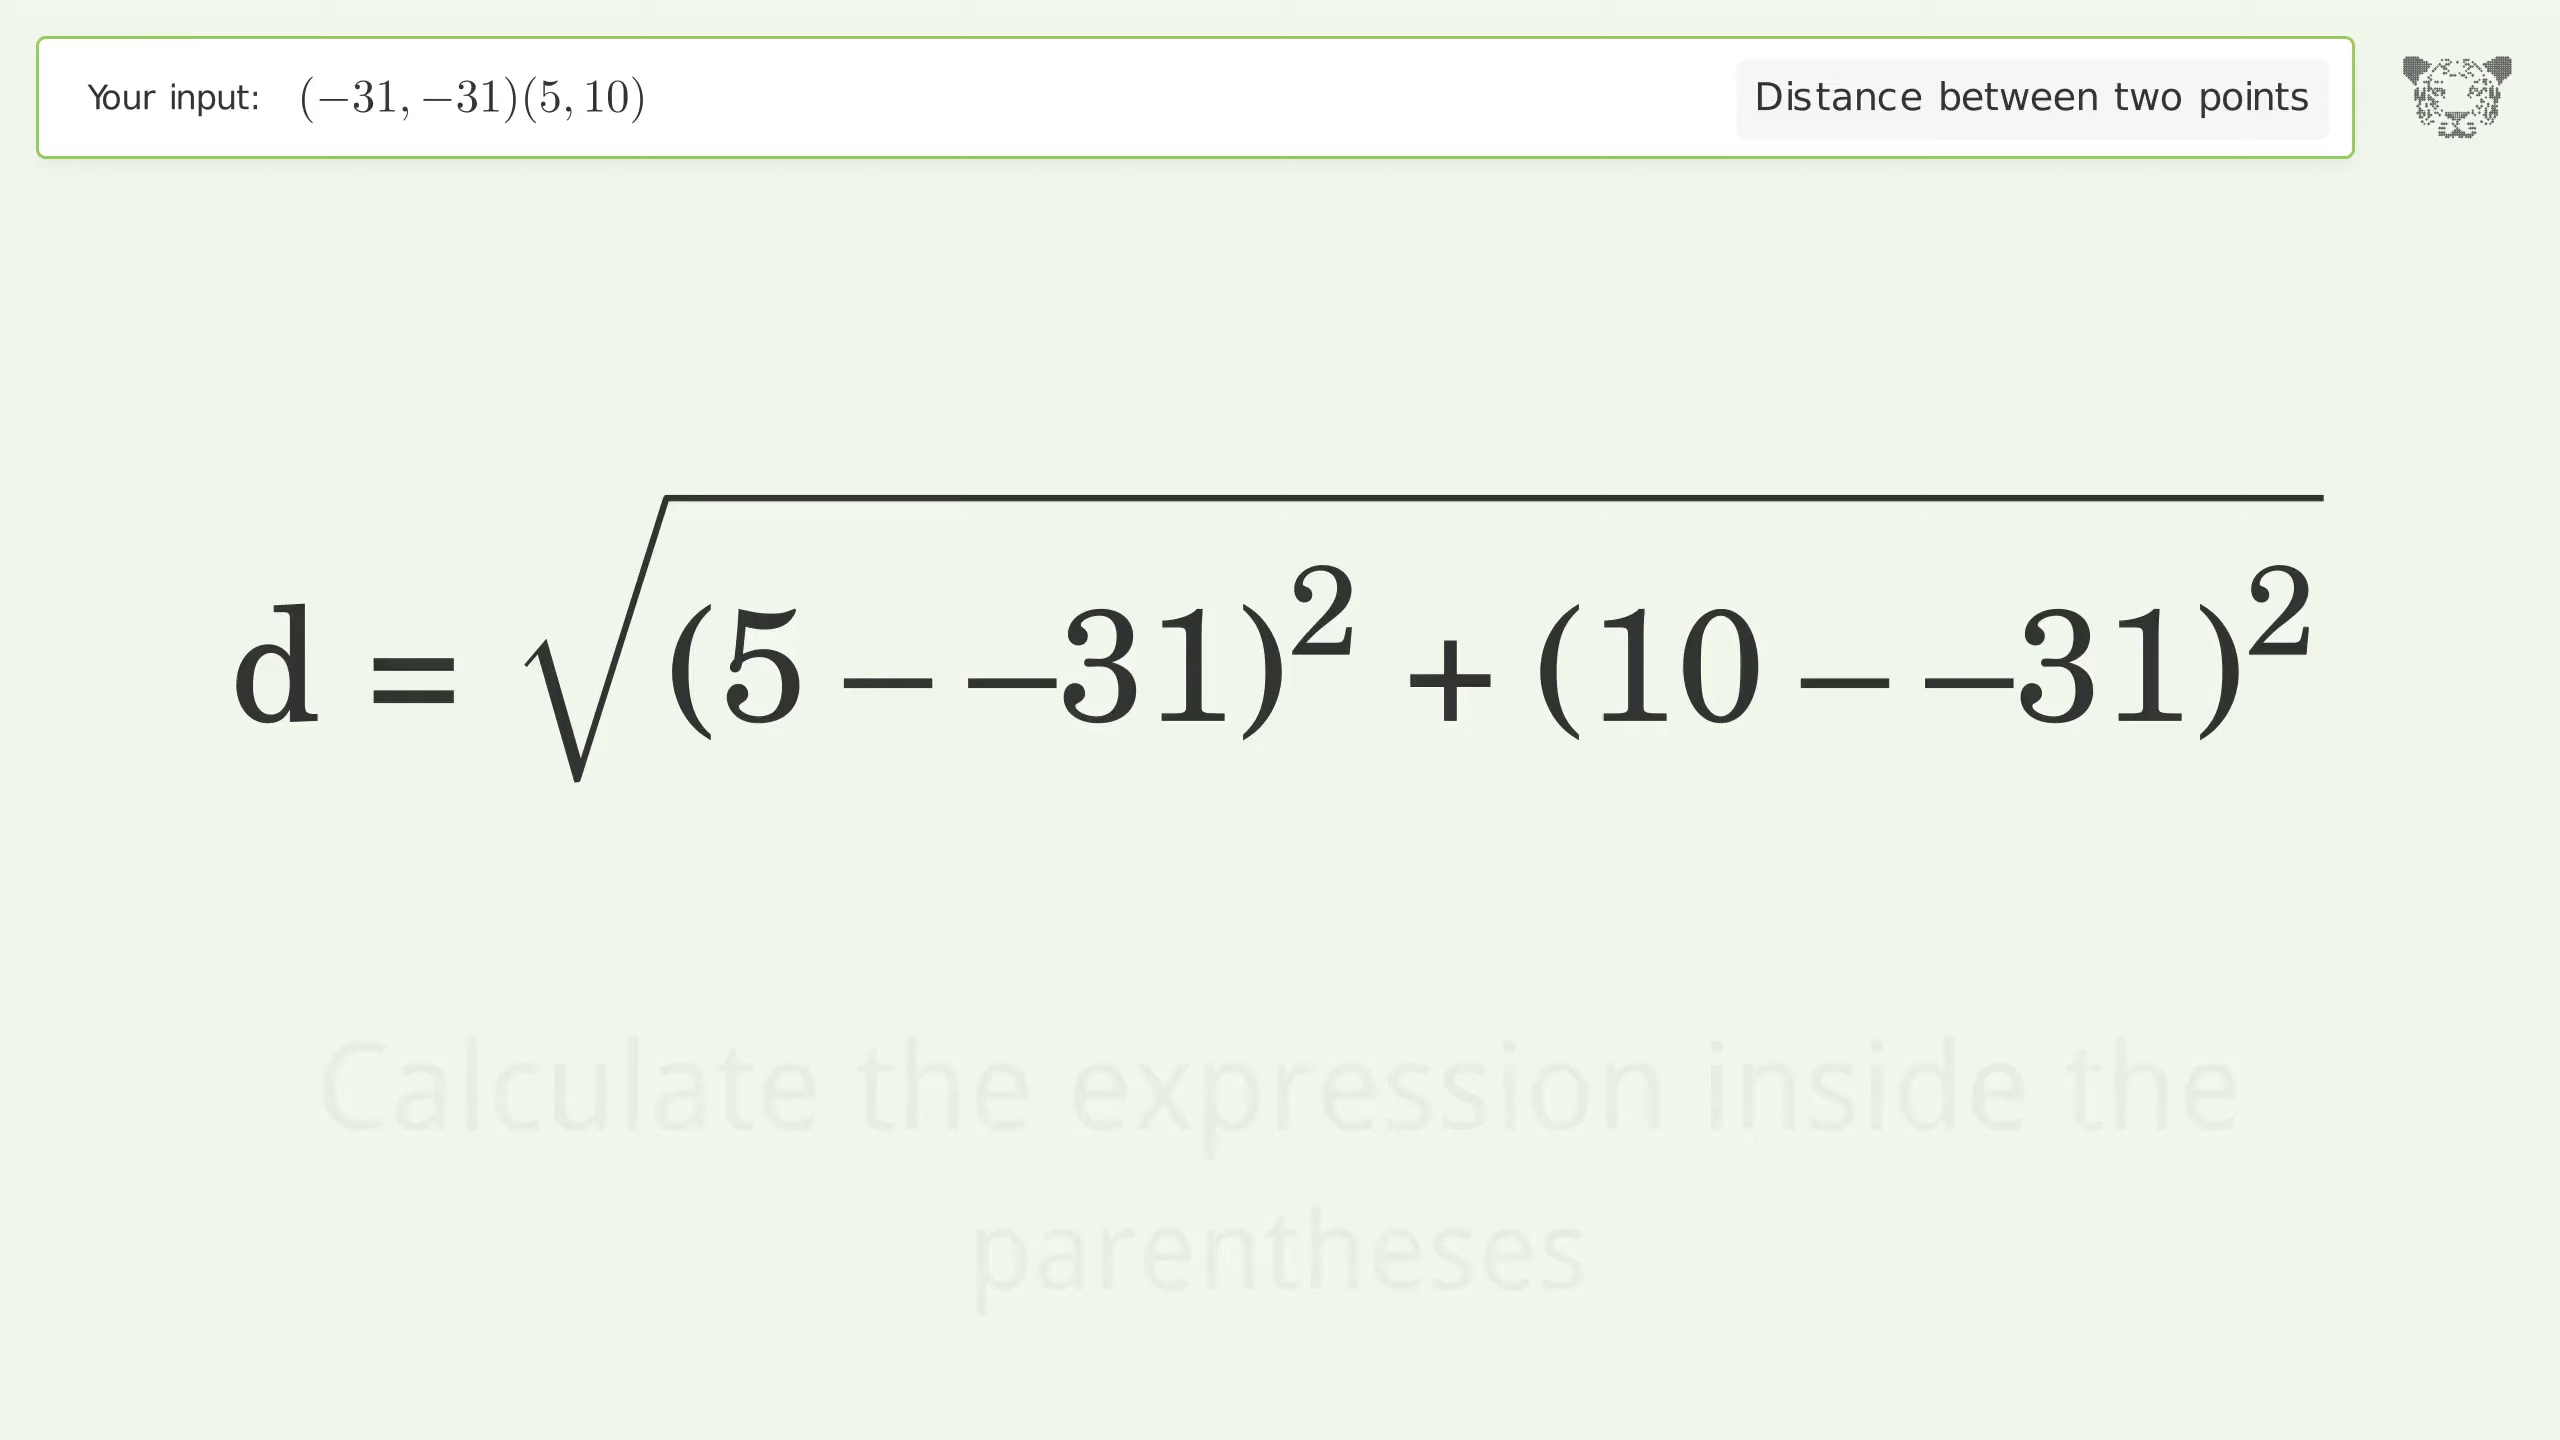 Your input: (−31, −31)(5, 10)
Distance between two points
d = √(5 − −31)² + (10 − −31)²
Calculate the expression inside the
parentheses